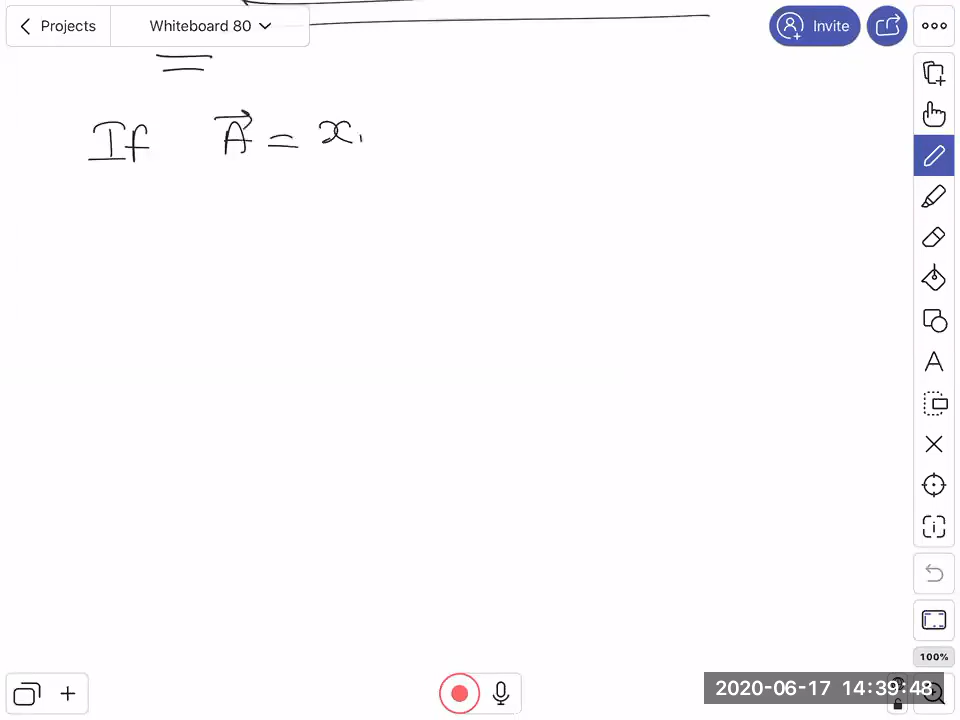 Projects
Whiteboard 80
Invite
If A⃗ = x
A
100%
2020-06-17 14:39:48